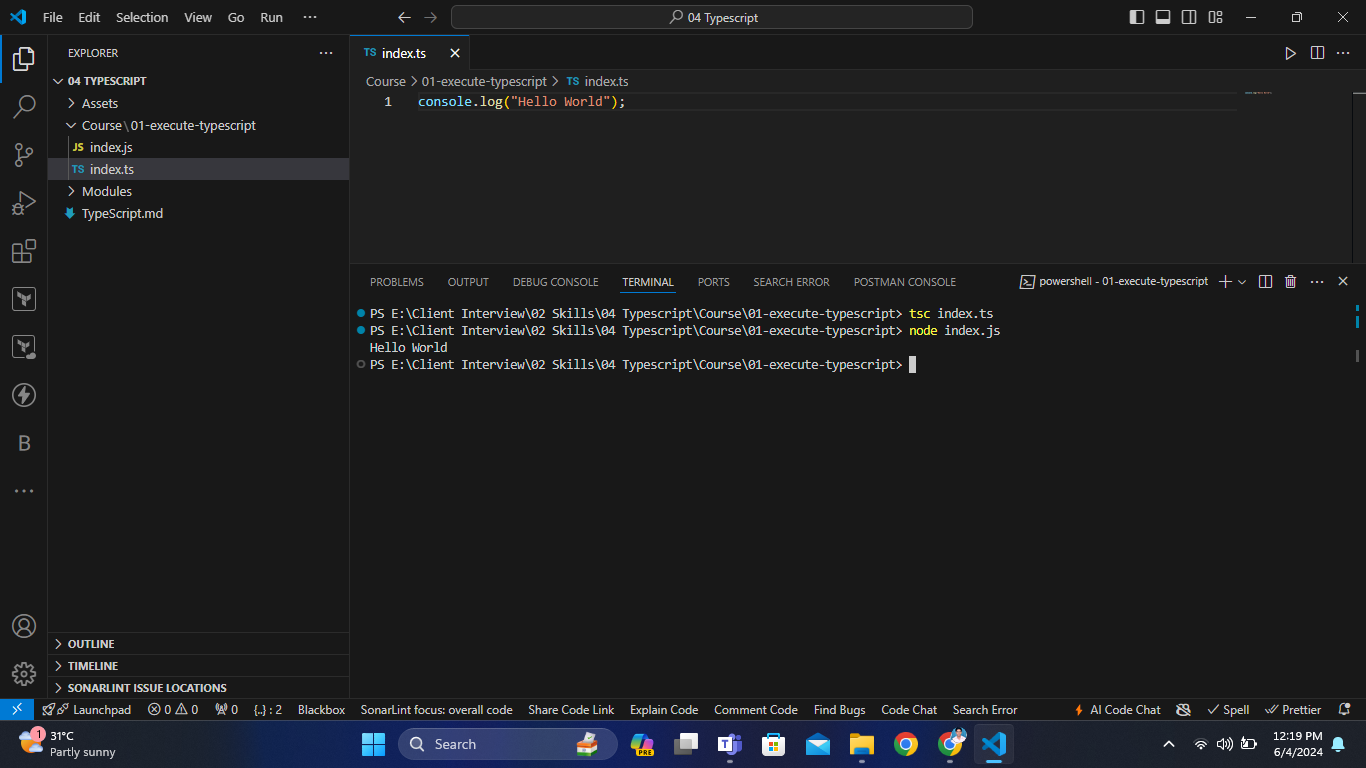 File Edit Selection View Go Run ···
04 Typescript
EXPLORER
04 TYPESCRIPT
Assets
Course\01-execute-typescript
JS index.js
TS index.ts
Modules
TypeScript.md
B
OUTLINE
TIMELINE
SONARLINT ISSUE LOCATIONS
TS index.ts
Course > 01-execute-typescript > TS index.ts
1 console.log("Hello World");
PROBLEMS OUTPUT DEBUG CONSOLE TERMINAL PORTS SEARCH ERROR POSTMAN CONSOLE
powershell - 01-execute-typescript
PS E:\Client Interview\02 Skills\04 Typescript\Course\01-execute-typescript> tsc index.ts
PS E:\Client Interview\02 Skills\04 Typescript\Course\01-execute-typescript> node index.js
Hello World
PS E:\Client Interview\02 Skills\04 Typescript\Course\01-execute-typescript>
Launchpad 0 0 0 {..} : 2 Blackbox SonarLint focus: overall code Share Code Link Explain Code Comment Code Find Bugs Code Chat Search Error AI Code Chat Spell Prettier
1
31°C
Partly sunny
Search
PRE
12:19 PM
6/4/2024